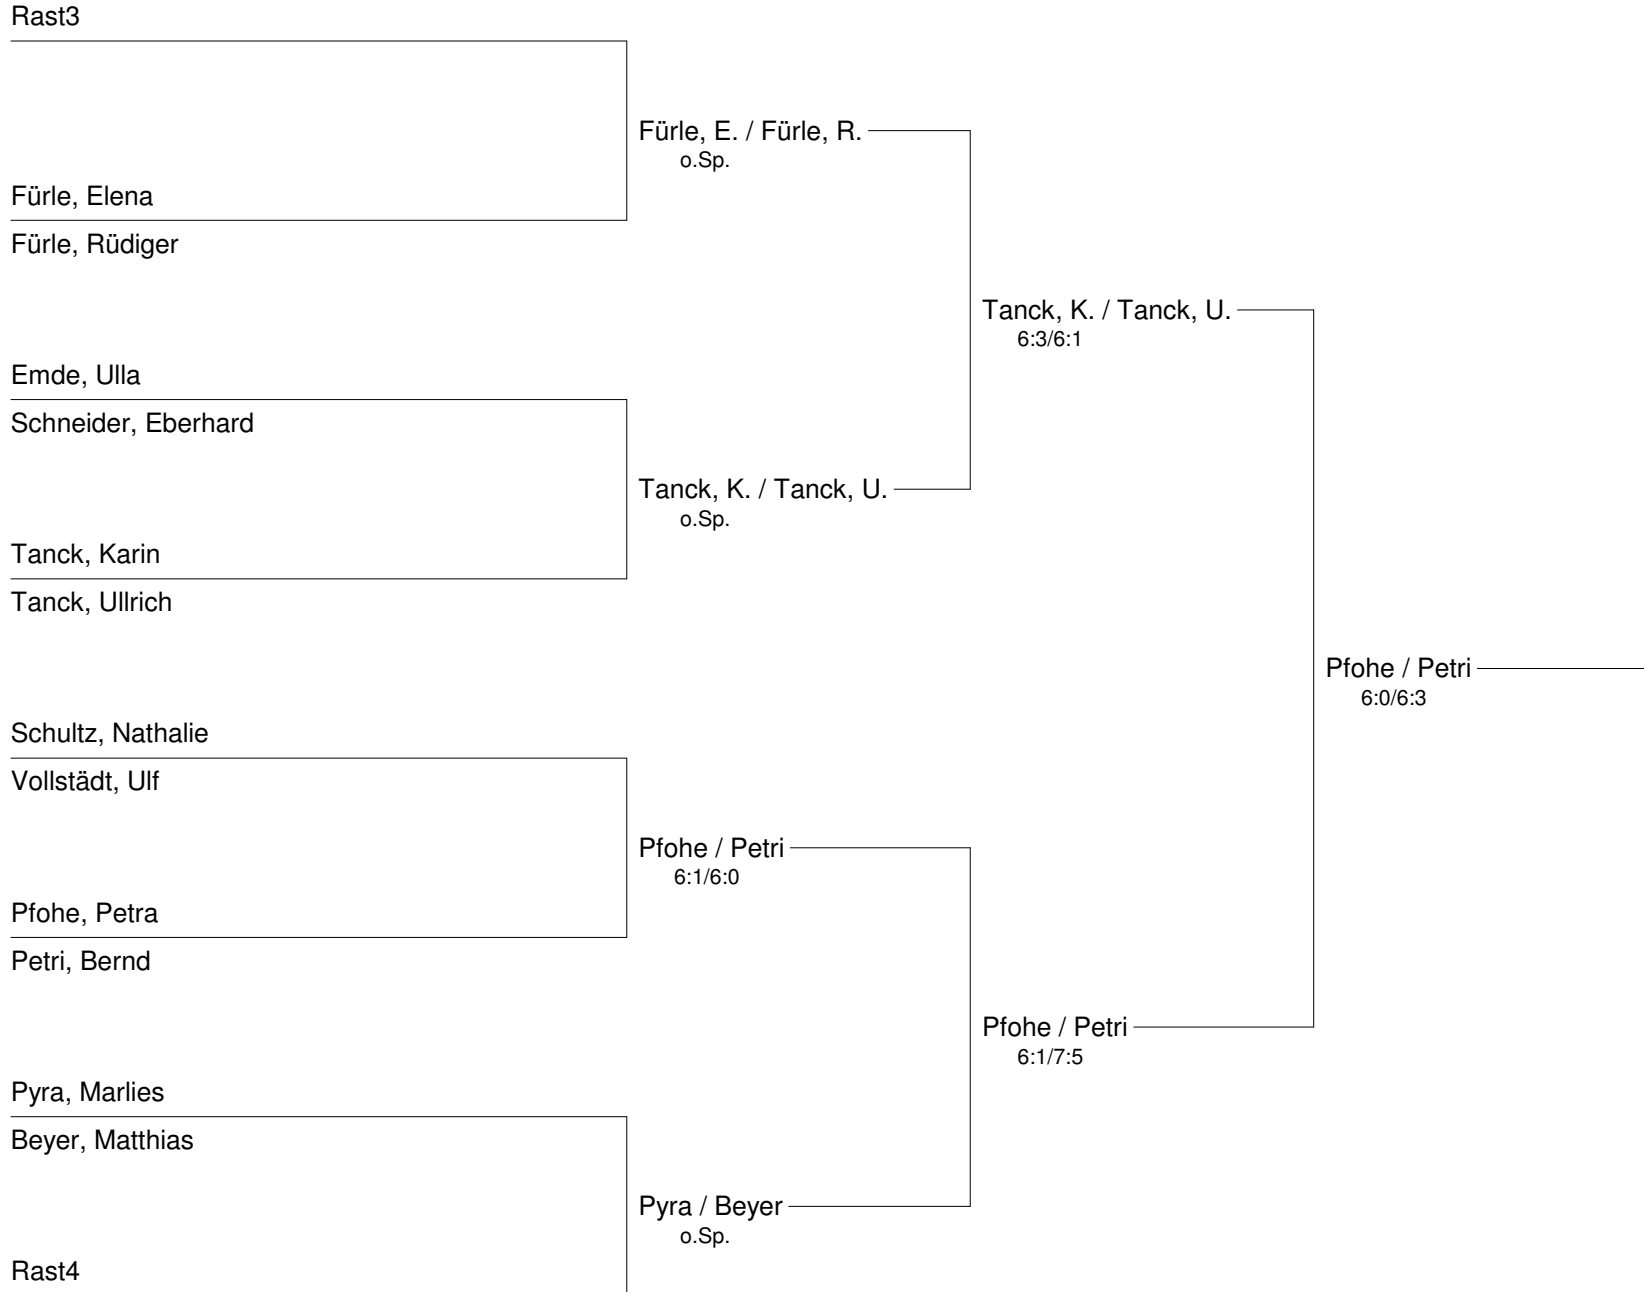 Rast3
Fürle, E. / Fürle, R.
o.Sp.
Fürle, Elena
Fürle, Rüdiger
Tanck, K. / Tanck, U.
6:3/6:1
Emde, Ulla
Schneider, Eberhard
Tanck, K. / Tanck, U.
o.Sp.
Tanck, Karin
Tanck, Ullrich
Pfohe / Petri
6:0/6:3
Schultz, Nathalie
Vollstädt, Ulf
Pfohe / Petri
6:1/6:0
Pfohe, Petra
Petri, Bernd
Pfohe / Petri
6:1/7:5
Pyra, Marlies
Beyer, Matthias
Pyra / Beyer
o.Sp.
Rast4